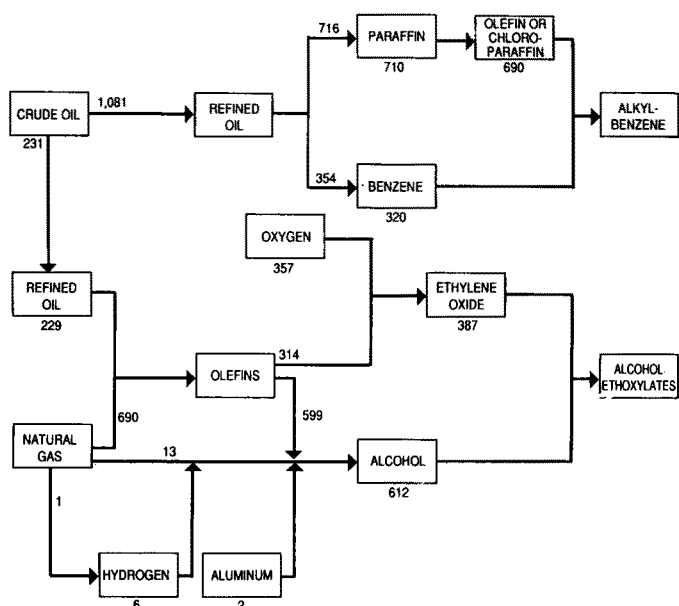 716
PARAFFIN
710
OLEFIN OR
CHLORO-
PARAFFIN
690
CRUDE OIL
1,081
231
REFINED
OIL
ALKYL-
BENZENE
354
BENZENE
320
OXYGEN
357
REFINED
OIL
229
ETHYLENE
OXIDE
387
OLEFINS
314
ALCOHOL
ETHOXYLATES
690
599
NATURAL
GAS
13
ALCOHOL
612
1
HYDROGEN
6
ALUMINUM
2